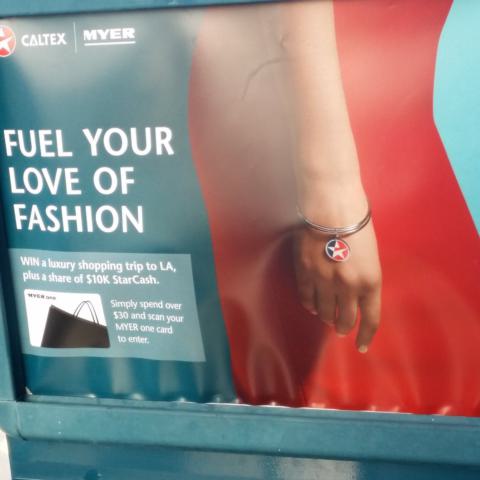 CALTEX MYER
FUEL YOUR
LOVE OF
FASHION
WIN a luxury shopping trip to LA,
plus a share of $10K StarCash.
MYER one
Simply spend over
$30 and scan your
MYER one card
to enter.